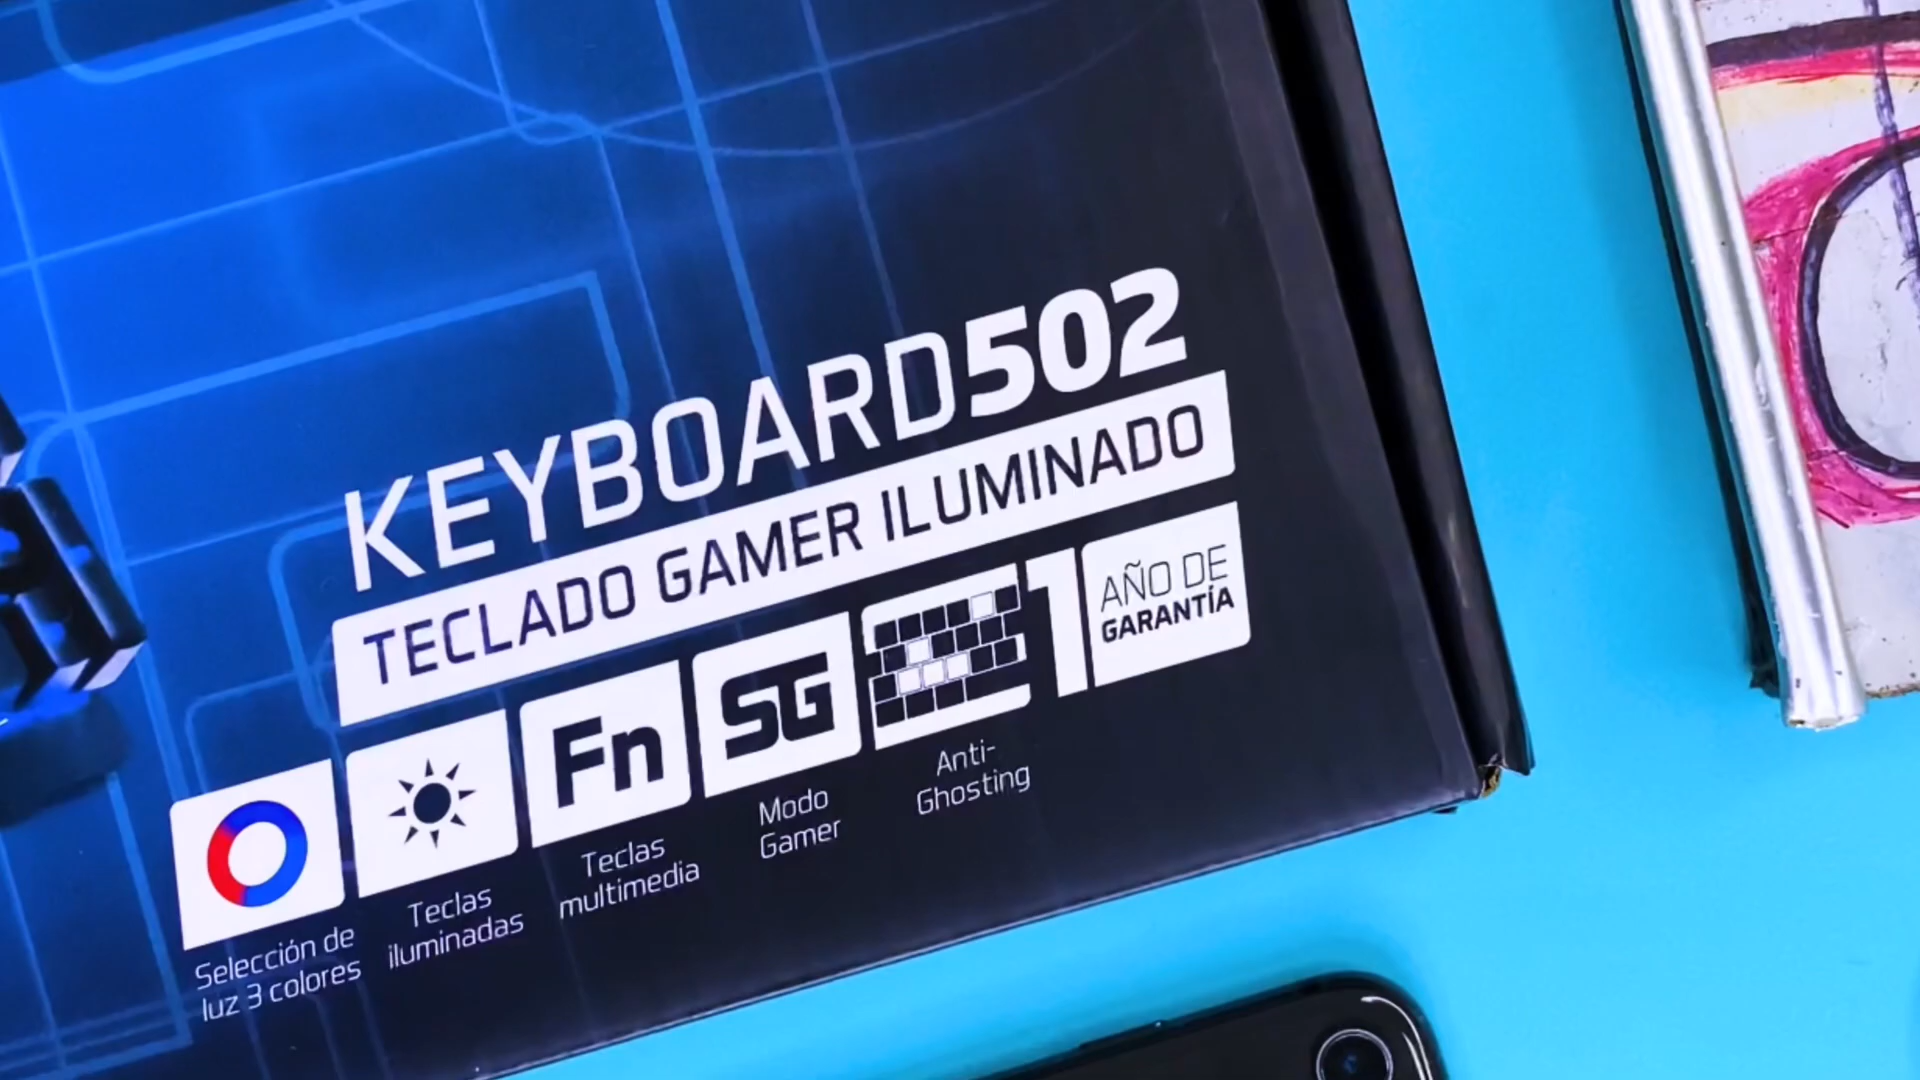 KEYBOARD502
TECLADO GAMER ILUMINADO
1 AÑO DE
GARANTÍA
Fn
SG
Selección de
luz 3 colores
Teclas
iluminadas
Teclas
multimedia
Modo
Gamer
Anti-
Ghosting